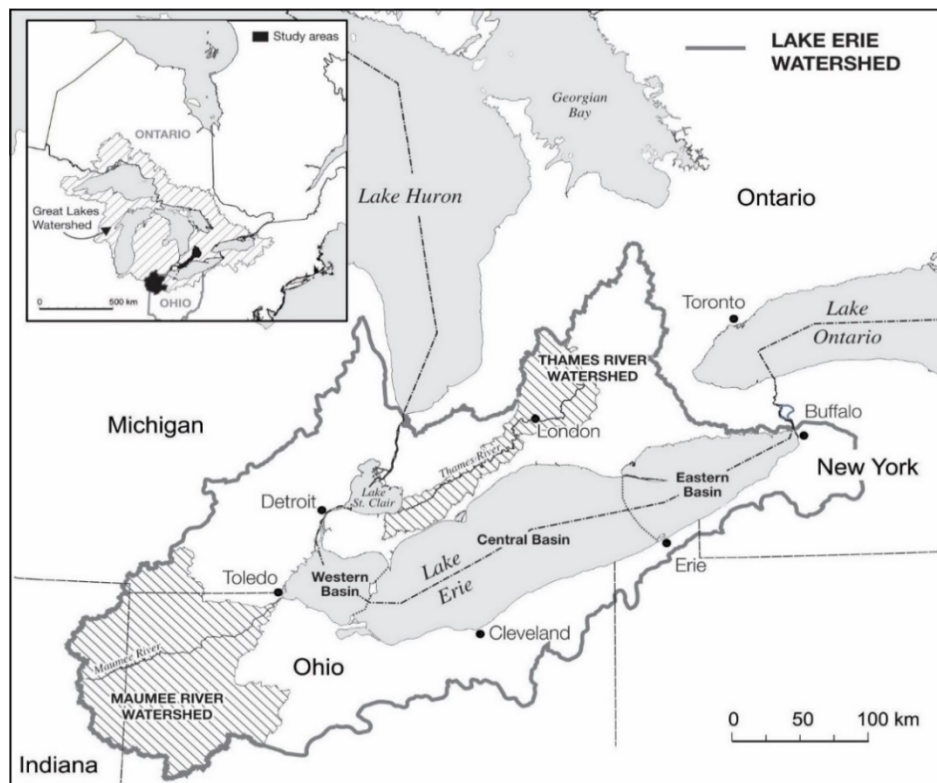 Study areas
ONTARIO
Great Lakes
Watershed
0
500 km
OHIO
LAKE ERIE
WATERSHED
Georgian
Bay
Lake Huron
Ontario
Toronto
Lake
Ontario
THAMES RIVER
WATERSHED
Michigan
London
Buffalo
Thames River
New York
Lake
St. Clair
Eastern
Basin
Detroit
Central Basin
Western
Basin
Lake
Erie
Erie
Toledo
Cleveland
Maumee River
Ohio
MAUMEE RIVER
WATERSHED
0
50
100 km
Indiana